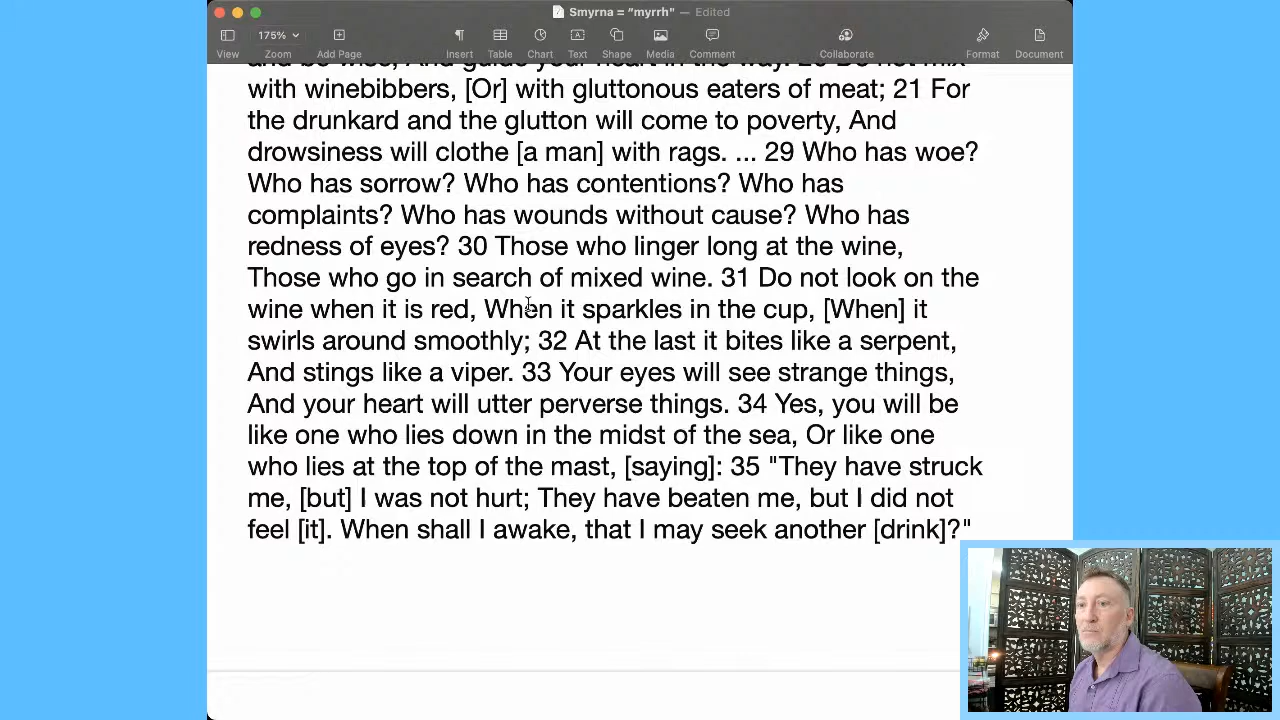 Smyrna = "myrrh" — Edited
View
175%
Zoom
Add Page
Insert
Table
Chart
Text
Shape
Media
Comment
Collaborate
Format
Document
with winebibbers, [Or] with gluttonous eaters of meat; 21 For
the drunkard and the glutton will come to poverty, And
drowsiness will clothe [a man] with rags. ... 29 Who has woe?
Who has sorrow? Who has contentions? Who has
complaints? Who has wounds without cause? Who has
redness of eyes? 30 Those who linger long at the wine,
Those who go in search of mixed wine. 31 Do not look on the
wine when it is red, When it sparkles in the cup, [When] it
swirls around smoothly; 32 At the last it bites like a serpent,
And stings like a viper. 33 Your eyes will see strange things,
And your heart will utter perverse things. 34 Yes, you will be
like one who lies down in the midst of the sea, Or like one
who lies at the top of the mast, [saying]: 35 "They have struck
me, [but] I was not hurt; They have beaten me, but I did not
feel [it]. When shall I awake, that I may seek another [drink]?"